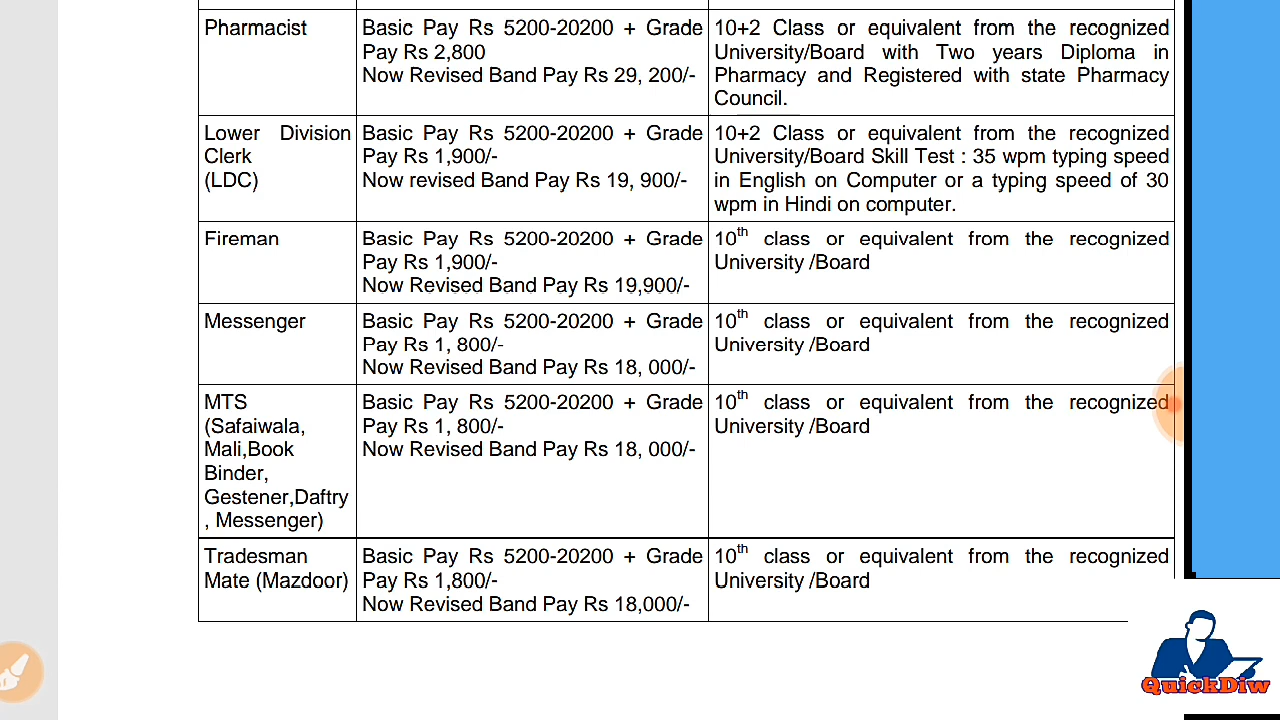 Pharmacist
Basic Pay Rs 5200-20200 + Grade
Pay Rs 2,800
Now Revised Band Pay Rs 29, 200/-
10+2 Class or equivalent from the recognized
University/Board with Two years Diploma in
Pharmacy and Registered with state Pharmacy
Council.
Lower Division
Clerk
(LDC)
Basic Pay Rs 5200-20200 + Grade
Pay Rs 1,900/-
Now revised Band Pay Rs 19, 900/-
10+2 Class or equivalent from the recognized
University/Board Skill Test : 35 wpm typing speed
in English on Computer or a typing speed of 30
wpm in Hindi on computer.
Fireman
Basic Pay Rs 5200-20200 + Grade
Pay Rs 1,900/-
Now Revised Band Pay Rs 19,900/-
10th class or equivalent from the recognized
University /Board
Messenger
Basic Pay Rs 5200-20200 + Grade
Pay Rs 1, 800/-
Now Revised Band Pay Rs 18, 000/-
10th class or equivalent from the recognized
University /Board
MTS
(Safaiwala,
Mali,Book
Binder,
Gestener,Daftry
, Messenger)
Basic Pay Rs 5200-20200 + Grade
Pay Rs 1, 800/-
Now Revised Band Pay Rs 18, 000/-
10th class or equivalent from the recognized
University /Board
Tradesman
Mate (Mazdoor)
Basic Pay Rs 5200-20200 + Grade
Pay Rs 1,800/-
Now Revised Band Pay Rs 18,000/-
10th class or equivalent from the recognized
University /Board
QuickDiw